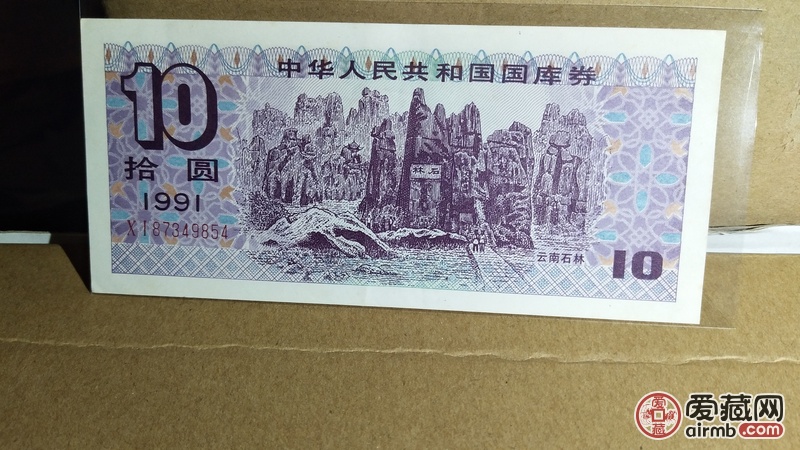 中华人民共和国国库券
10
拾圆
1991
XI87349854
石林
云南石林
10
爱藏网
airmb.com